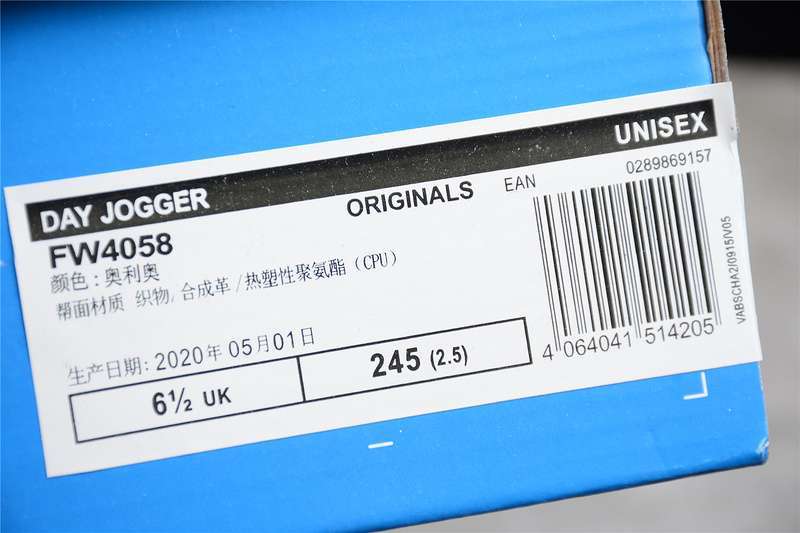 DAY JOGGER
UNISEX
FW4058
ORIGINALS
EAN
0289869157
颜色:奥利奥
帮面材质 织物, 合成革/热塑性聚氨酯(CPU)
生产日期:2020年05月01日
6½ UK
245 (2.5)
4 064041 514205
VABSCHA2/0915/V05